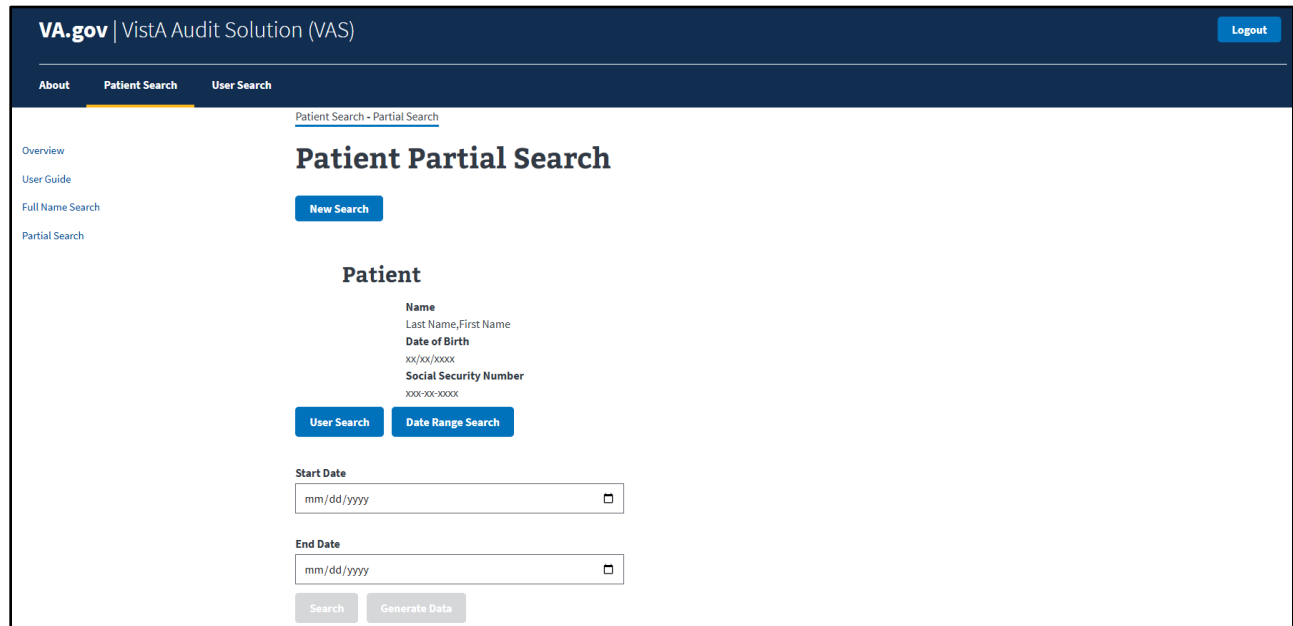 VA.gov | VistA Audit Solution (VAS)
Logout
About Patient Search User Search
Patient Search - Partial Search
Overview
User Guide
Full Name Search
Partial Search
Patient Partial Search
New Search
Patient
Name
Last Name,First Name
Date of Birth
xx/xx/xxxx
Social Security Number
xxx-xx-xxxx
User Search Date Range Search
Start Date
mm/dd/yyyy
End Date
mm/dd/yyyy
Search Generate Data